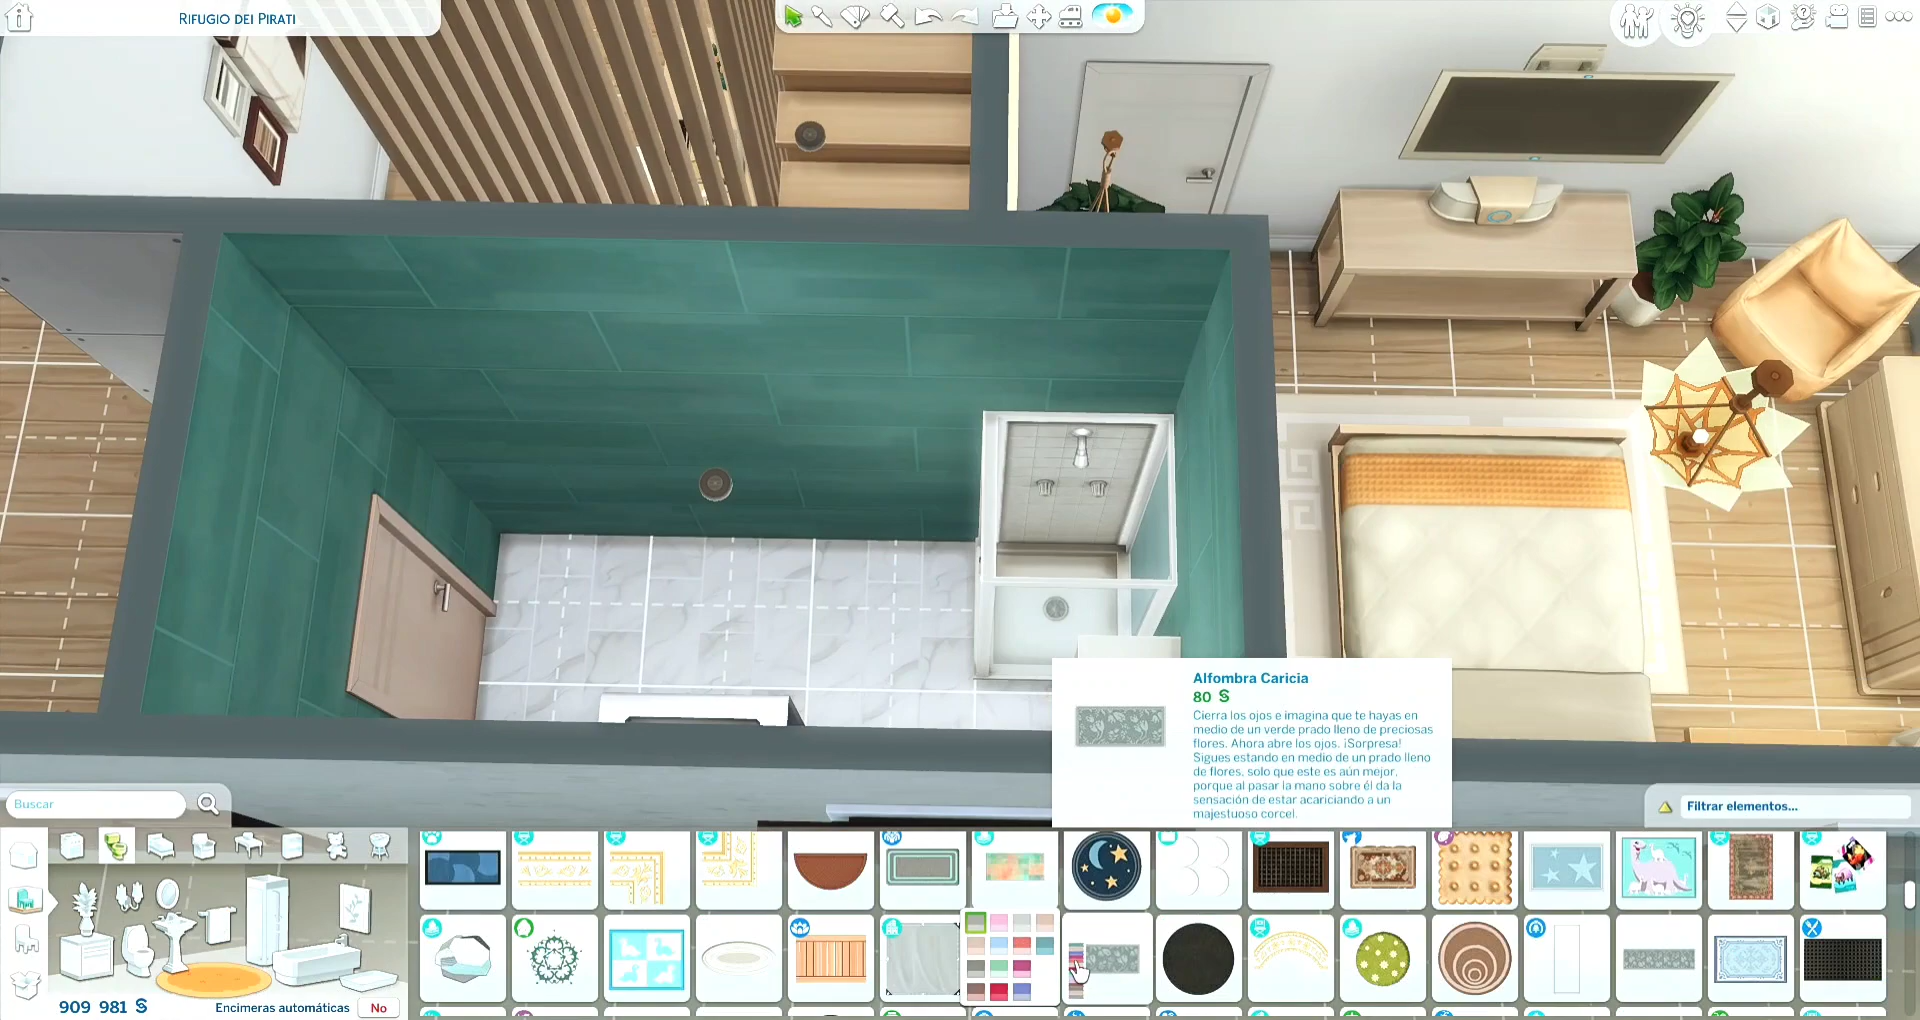 Rifugio dei Pirati
Alfombra Caricia
80 §
Cierra los ojos e imagina que te hayas en
medio de un verde prado lleno de preciosas
flores. Ahora abre los ojos. ¡Sorpresa!
Sigues estando en medio de un prado lleno
de flores, solo que este es aún mejor,
porque al pasar la mano sobre él da la
sensación de estar acariciando a un
majestuoso corcel.
Buscar
Filtrar elementos...
909 981 §
Encimeras automáticas
No